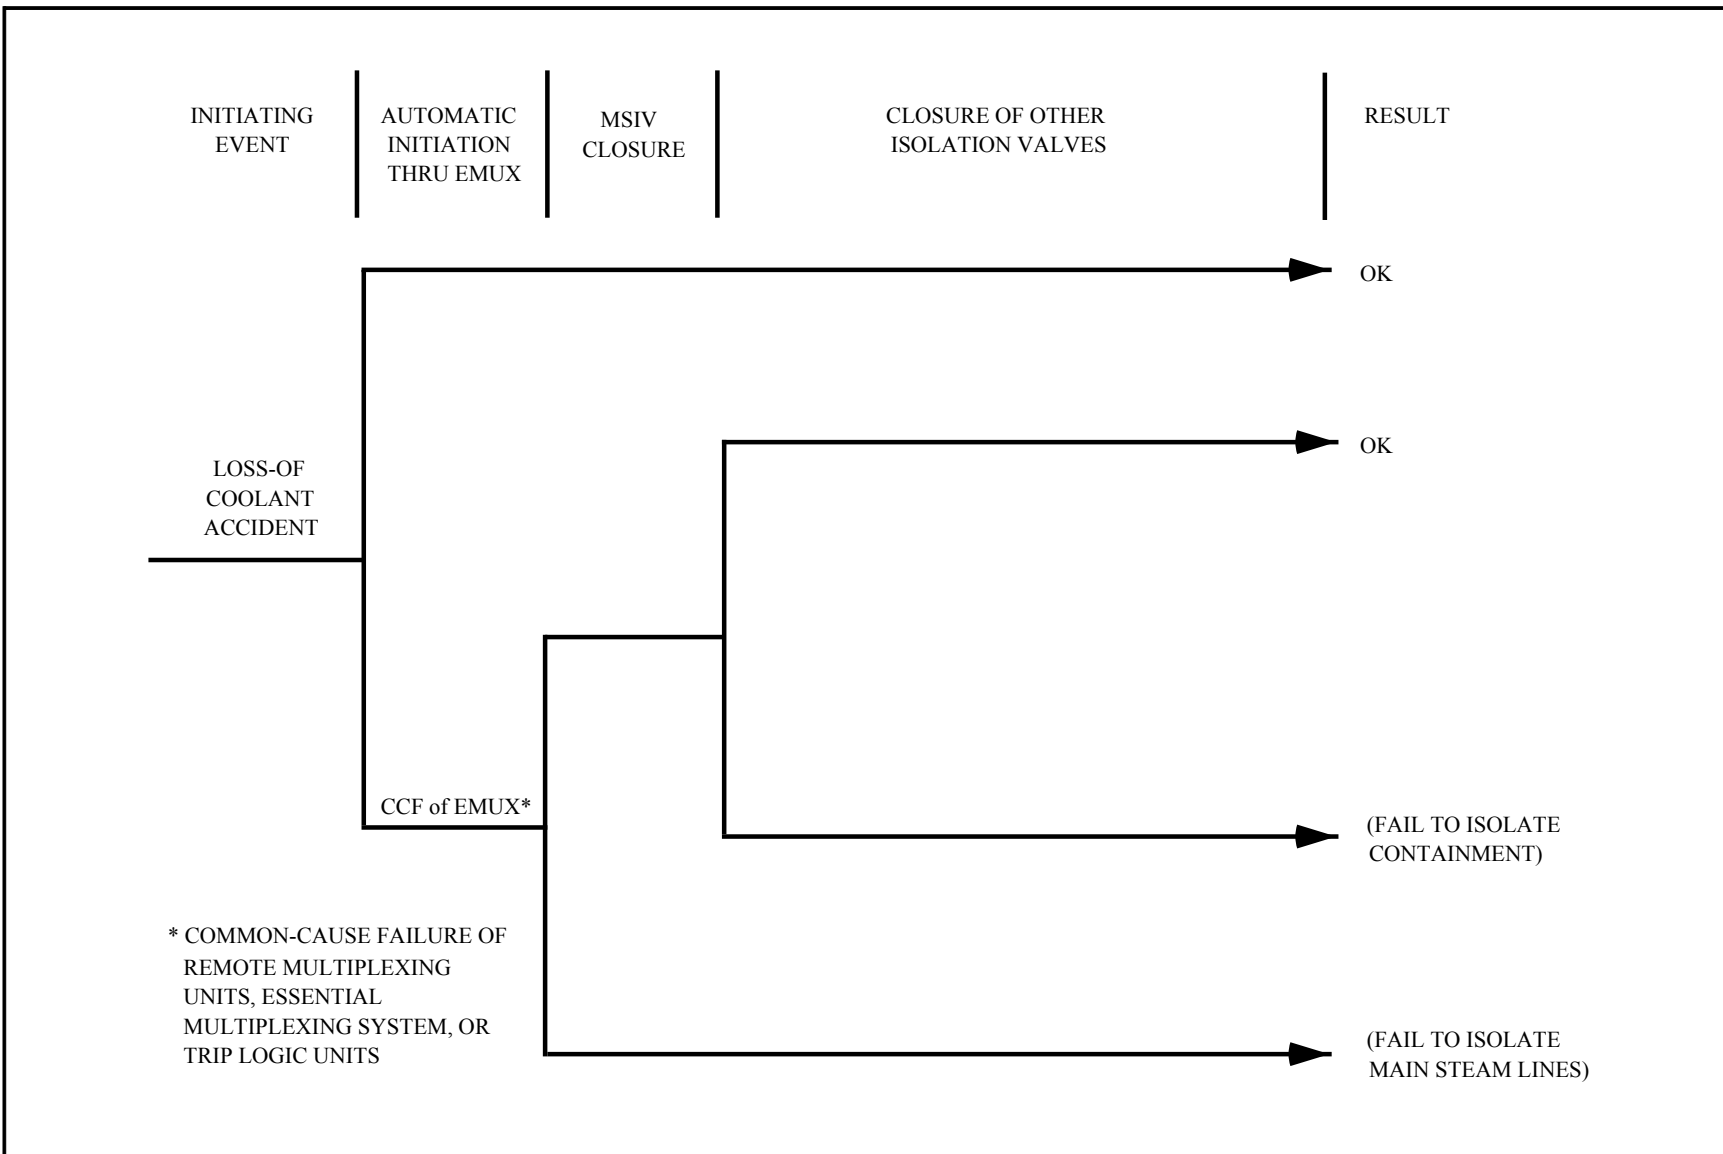 INITIATING
EVENT
AUTOMATIC
INITIATION
THRU EMUX
MSIV
CLOSURE
CLOSURE OF OTHER
ISOLATION VALVES
RESULT
OK
OK
LOSS-OF
COOLANT
ACCIDENT
CCF of EMUX*
(FAIL TO ISOLATE
CONTAINMENT)
* COMMON-CAUSE FAILURE OF
REMOTE MULTIPLEXING
UNITS, ESSENTIAL
MULTIPLEXING SYSTEM, OR
TRIP LOGIC UNITS
(FAIL TO ISOLATE
MAIN STEAM LINES)